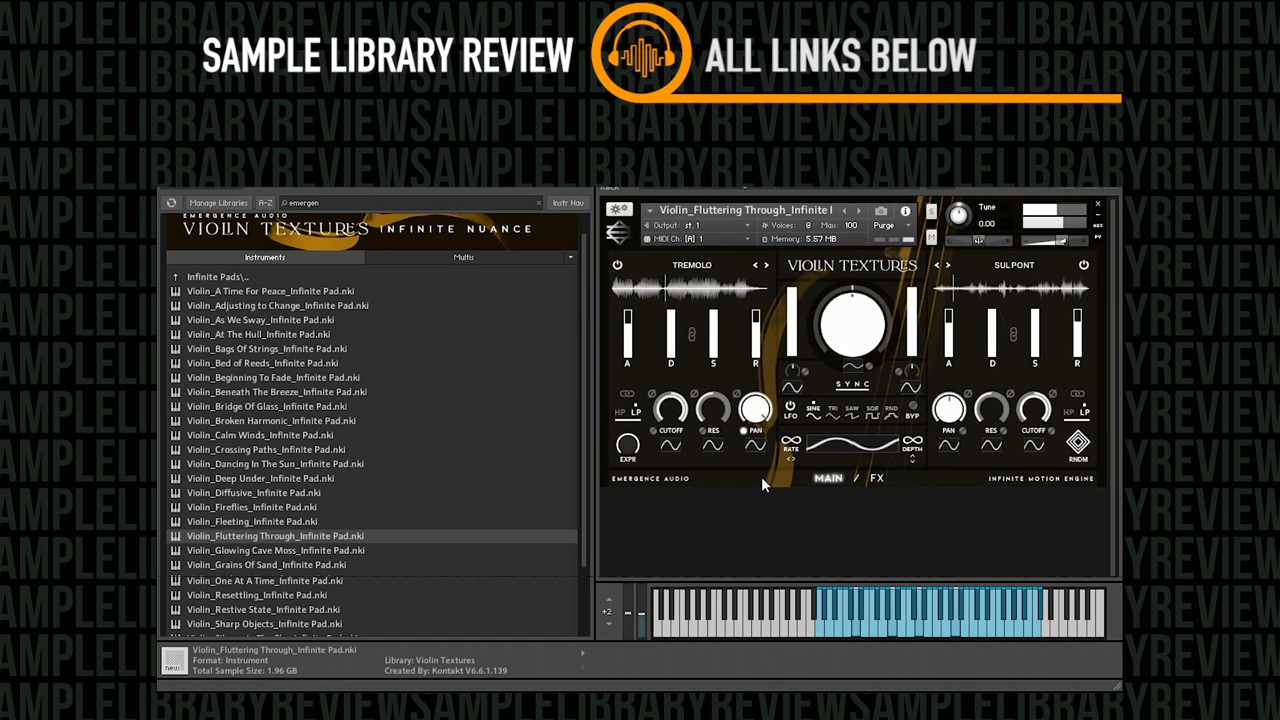 SAMPLE LIBRARY REVIEW
ALL LINKS BELOW
Manage Libraries
A-Z
emergen
Instr Nav
EMERGENCE AUDIO
VIOLIN TEXTURES INFINITE NUANCE
Instruments
Multis
Infinite Pads\..
Violin_A Time For Peace_Infinite Pad.nki
Violin_Adjusting to Change_Infinite Pad.nki
Violin_As We Sway_Infinite Pad.nki
Violin_At The Hull_Infinite Pad.nki
Violin_Bags Of Strings_Infinite Pad.nki
Violin_Bed of Reeds_Infinite Pad.nki
Violin_Beginning To Fade_Infinite Pad.nki
Violin_Beneath The Breeze_Infinite Pad.nki
Violin_Bridge Of Glass_Infinite Pad.nki
Violin_Broken Harmonic_Infinite Pad.nki
Violin_Calm Winds_Infinite Pad.nki
Violin_Crossing Paths_Infinite Pad.nki
Violin_Dancing In The Sun_Infinite Pad.nki
Violin_Deep Under_Infinite Pad.nki
Violin_Diffusive_Infinite Pad.nki
Violin_Fireflies_Infinite Pad.nki
Violin_Fleeting_Infinite Pad.nki
Violin_Fluttering Through_Infinite Pad.nki
Violin_Glowing Cave Moss_Infinite Pad.nki
Violin_Grains Of Sand_Infinite Pad.nki
Violin_One At A Time_Infinite Pad.nki
Violin_Resettling_Infinite Pad.nki
Violin_Restive State_Infinite Pad.nki
Violin_Sharp Objects_Infinite Pad.nki
Violin_Fluttering Through_Infinite Pad.nki
Format: Instrument
Library: Violin Textures
Total Sample Size: 1.96 GB
Created By: Kontakt V6.6.1.139
new
Violin_Fluttering Through_Infinite I
Output: st.1
Voices: 8
Max: 100
Purge
MIDI Ch: [A] 1
Memory: 5.57 MB
S
M
Tune
0.00
AUX
PV
TREMOLO
VIOLIN TEXTURES
SULPONT
A D S R
A D S R
SYNC
HP LP
CUTOFF
RES
PAN
EXPR
LFO
SINE
TRI
SAW
SQR
RND
BYP
RATE
DEPTH
PAN
RES
CUTOFF
HP LP
RNDM
EMERGENCE AUDIO
MAIN / FX
INFINITE MOTION ENGINE
+2